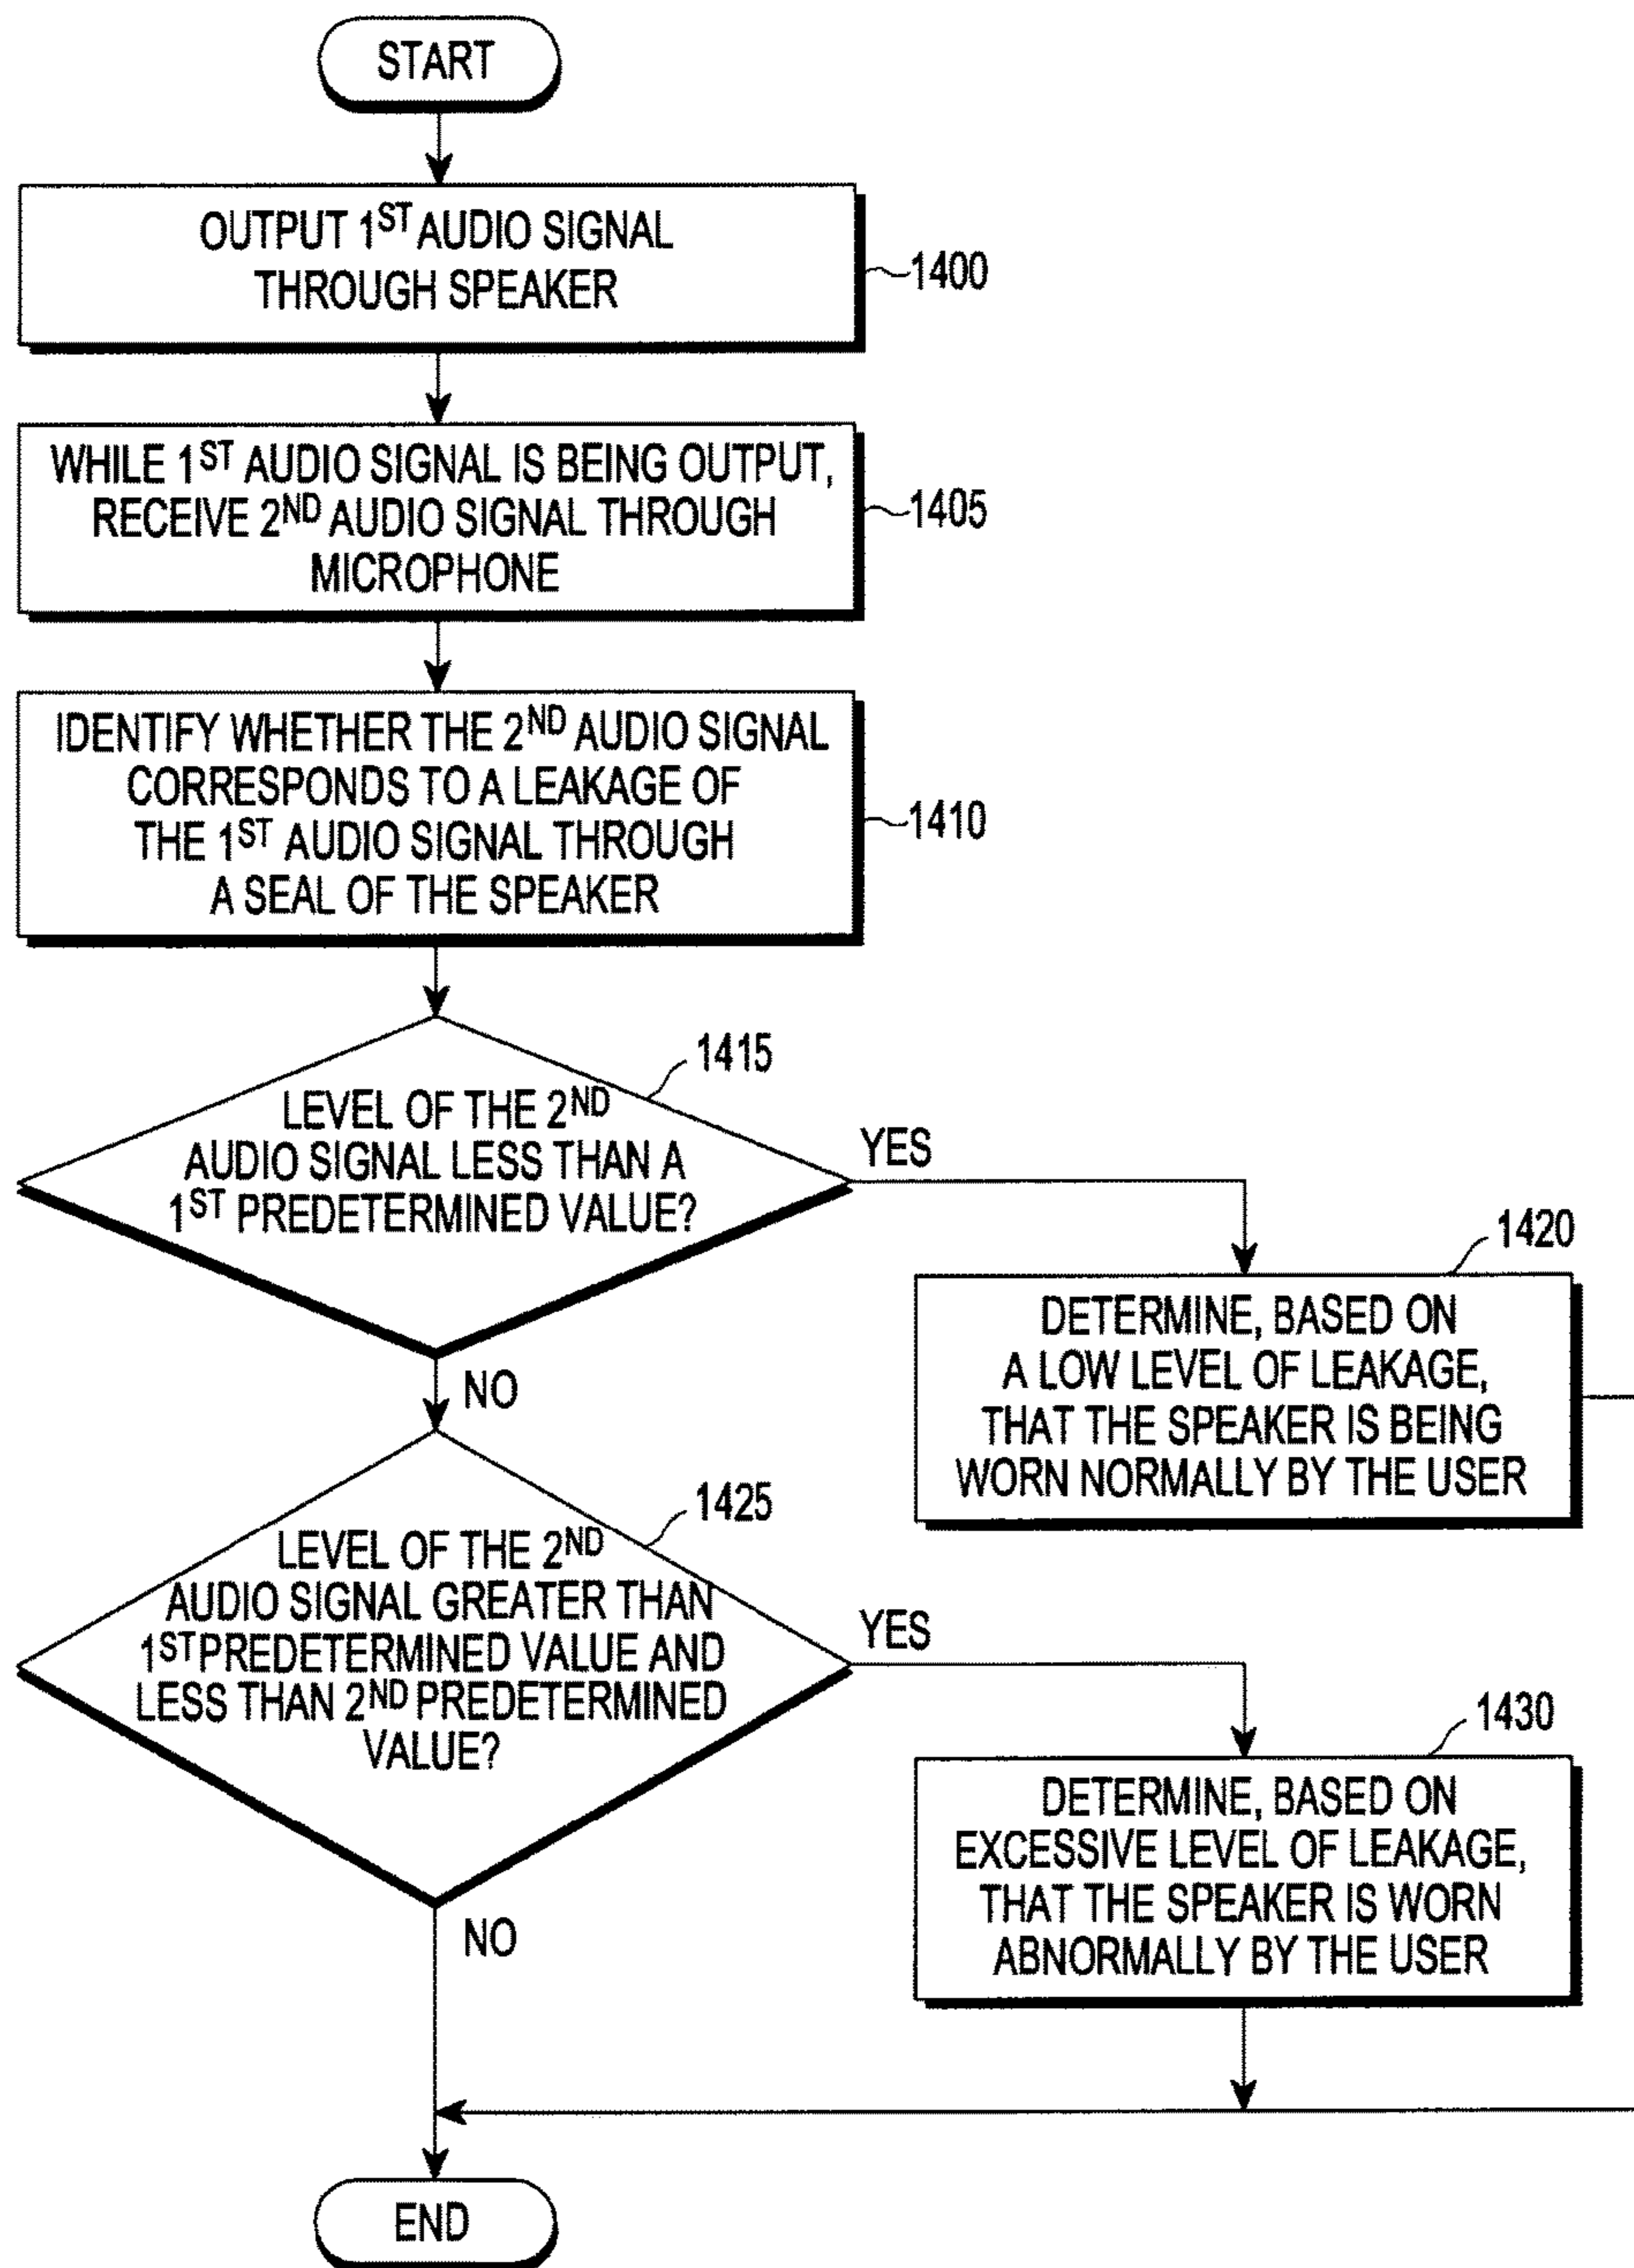 START
OUTPUT 1ST AUDIO SIGNAL
THROUGH SPEAKER
1400
WHILE 1ST AUDIO SIGNAL IS BEING OUTPUT,
RECEIVE 2ND AUDIO SIGNAL THROUGH
MICROPHONE
1405
IDENTIFY WHETHER THE 2ND AUDIO SIGNAL
CORRESPONDS TO A LEAKAGE OF
THE 1ST AUDIO SIGNAL THROUGH
A SEAL OF THE SPEAKER
1410
1415
LEVEL OF THE 2ND
AUDIO SIGNAL LESS THAN A
1ST PREDETERMINED VALUE?
YES
NO
1420
DETERMINE, BASED ON
A LOW LEVEL OF LEAKAGE,
THAT THE SPEAKER IS BEING
WORN NORMALLY BY THE USER
1425
LEVEL OF THE 2ND
AUDIO SIGNAL GREATER THAN
1ST PREDETERMINED VALUE AND
LESS THAN 2ND PREDETERMINED
VALUE?
YES
NO
1430
DETERMINE, BASED ON
EXCESSIVE LEVEL OF LEAKAGE,
THAT THE SPEAKER IS WORN
ABNORMALLY BY THE USER
END